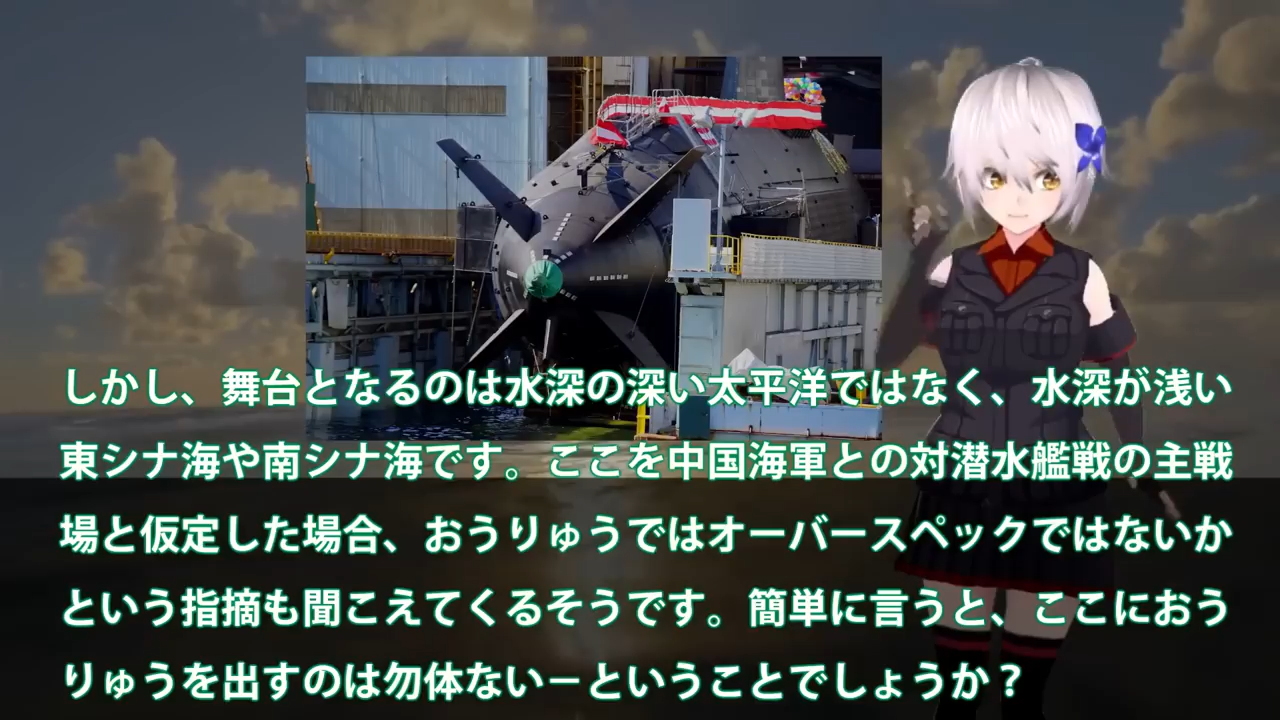 しかし、舞台となるのは水深の深い太平洋ではなく、水深が浅い
東シナ海や南シナ海です。ここを中国海軍との対潜水艦戦の主戦
場と仮定した場合、おうりゅうではオーバースペックではないか
という指摘も聞こえてくるそうです。簡単に言うと、ここにおう
りゅうを出すのは勿体ない－ということでしょうか？